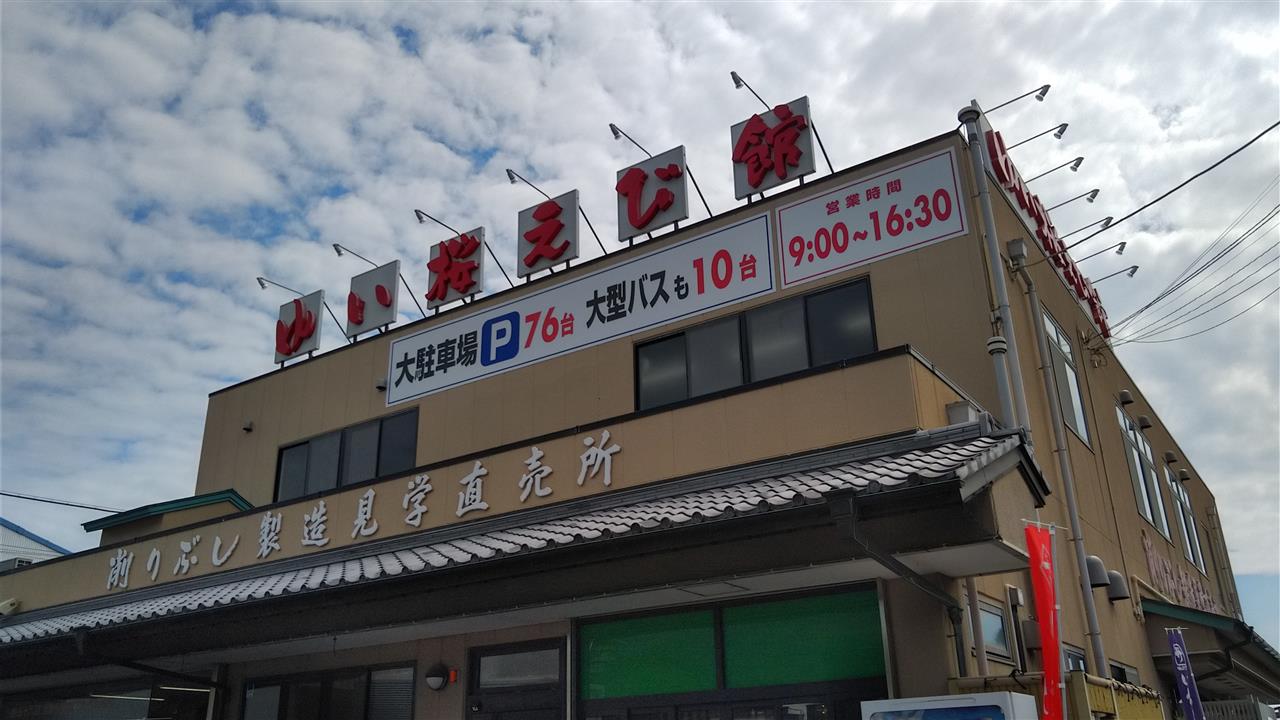 ゆい桜えび館
大駐車場 P 76台 大型バスも10台
営業時間
9:00~16:30
削りぶし製造見学直売所